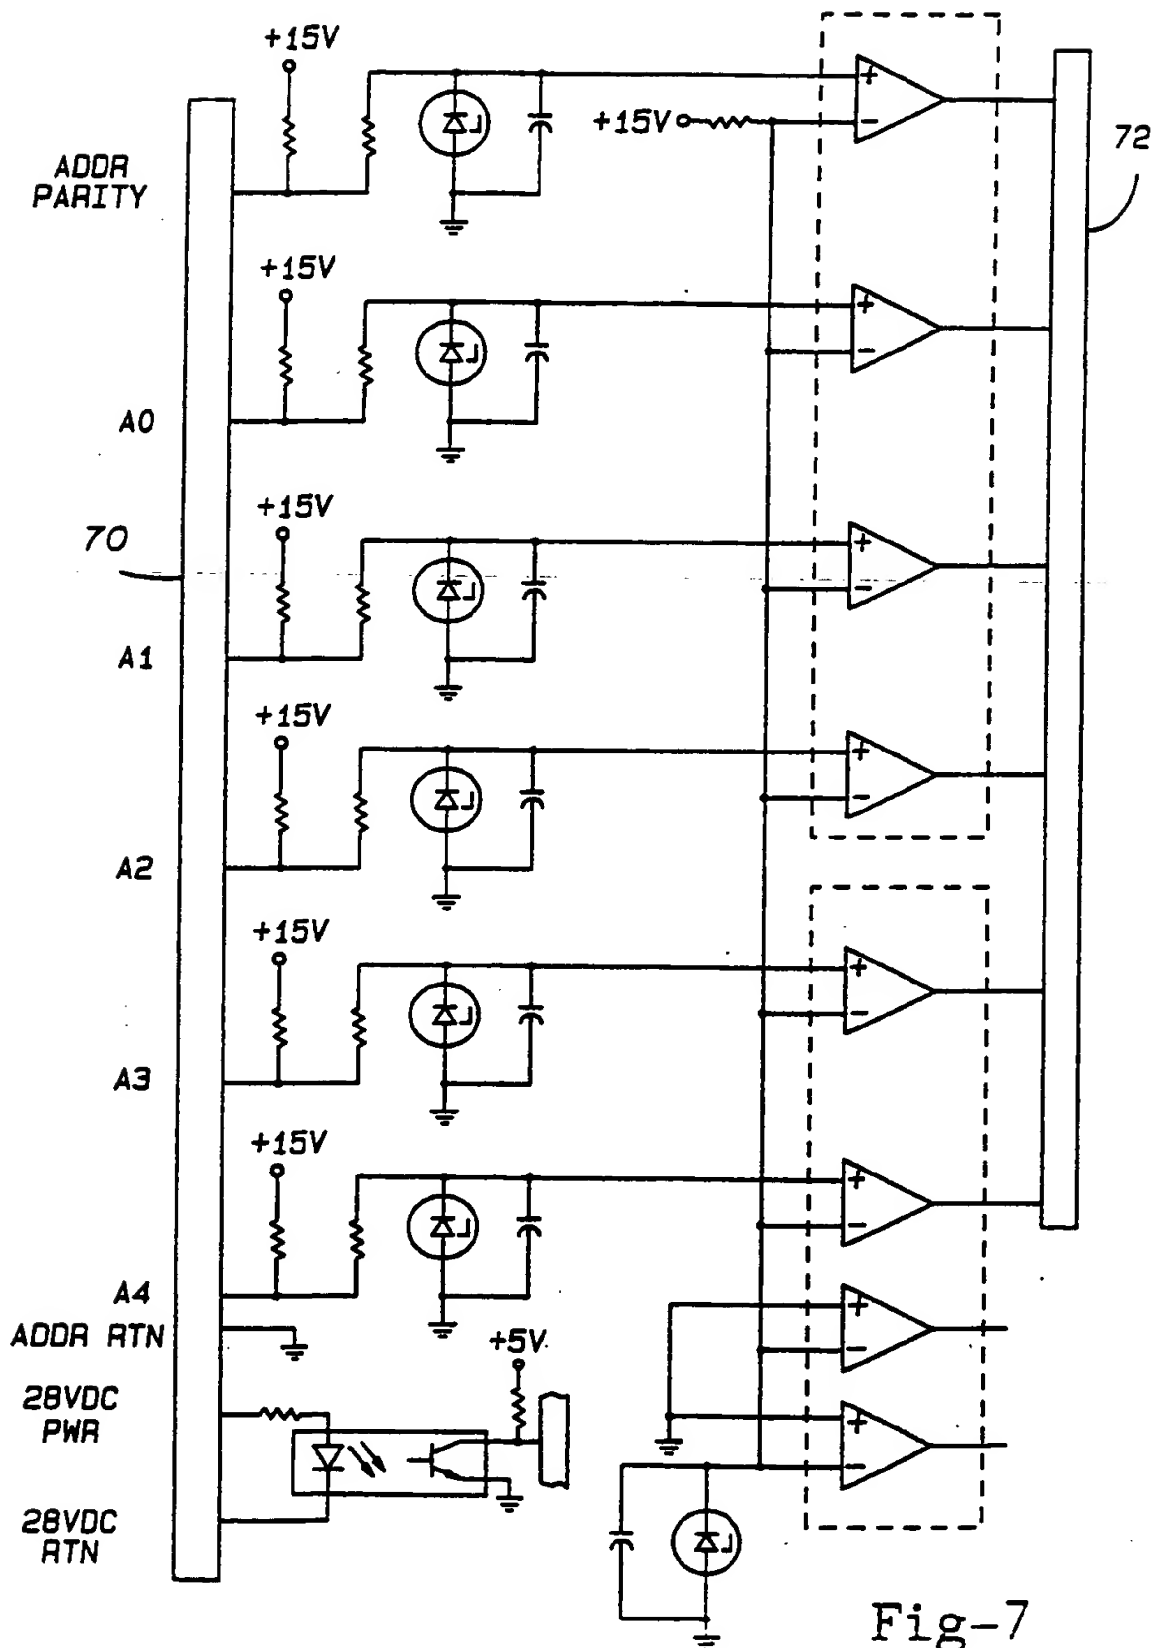 +15V
+
+15V
-
72
ADDR
PARITY
+15V
+
-
A0
+15V
+
70
-
A1
+15V
+
-
A2
+15V
+
-
A3
+15V
+
-
A4
ADDR RTN
+5V
+
-
28VDC
PWR
+
-
28VDC
RTN
Fig-7